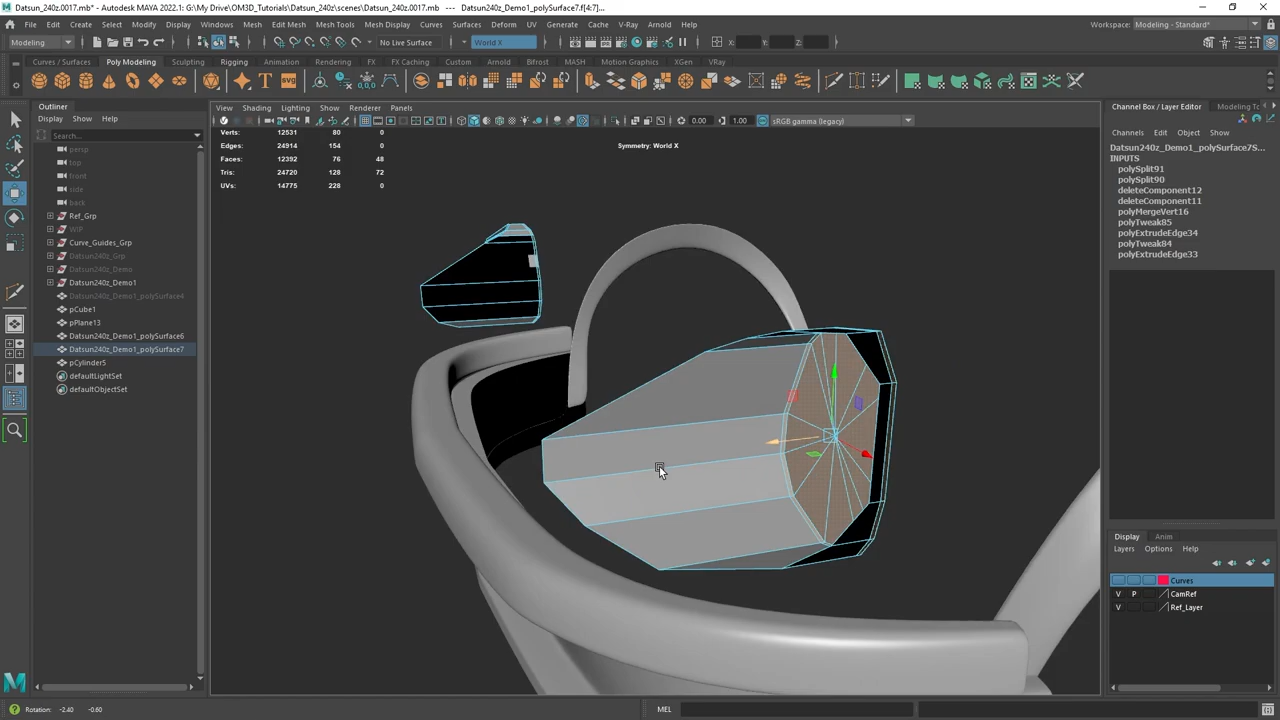 Datsun_240z.0017.mb* - Autodesk MAYA 2022.1: G:\My Drive\OM3D_Tutorials\Datsun_240z\scenes\Datsun_240z.0017.mb --- Datsun240z_Demo1_polySurface7.f[4:7]...
File Edit Create Select Modify Display Windows Mesh Edit Mesh Mesh Tools Mesh Display Curves Surfaces Deform UV Generate Cache V-Ray Arnold Help
Workspace: Modeling - Standard*
Modeling No Live Surface World X X: Y: Z:
Curves / Surfaces Poly Modeling Sculpting Rigging Animation Rendering FX FX Caching Custom Arnold Bifrost MASH Motion Graphics XGen VRay
SVG
Outliner
Display Show Help
Search...
persp
top
front
side
back
Ref_Grp
WIP
Curve_Guides_Grp
Datsun240z_Grp
Datsun240z_Demo
Datsun240z_Demo1
Datsun240z_Demo1_polySurface4
pCube1
pPlane13
Datsun240z_Demo1_polySurface6
Datsun240z_Demo1_polySurface7
pCylinder5
defaultLightSet
defaultObjectSet
View Shading Lighting Show Renderer Panels
0.00 1.00 sRGB gamma (legacy)
Verts: 12531 80 0
Edges: 24914 154 0
Faces: 12392 76 48
Tris: 24720 128 72
UVs: 14775 228 0
Symmetry: World X
Channel Box / Layer Editor Modeling To
Channels Edit Object Show
Datsun240z_Demo1_polySurface7S...
INPUTS
polySplit91
polySplit90
deleteComponent12
deleteComponent11
polyMergeVert16
polyTweak85
polyExtrudeEdge34
polyTweak84
polyExtrudeEdge33
Display Anim
Layers Options Help
Curves
V P CamRef
V Ref_Layer
Rotation: -2.40 -0.60
MEL